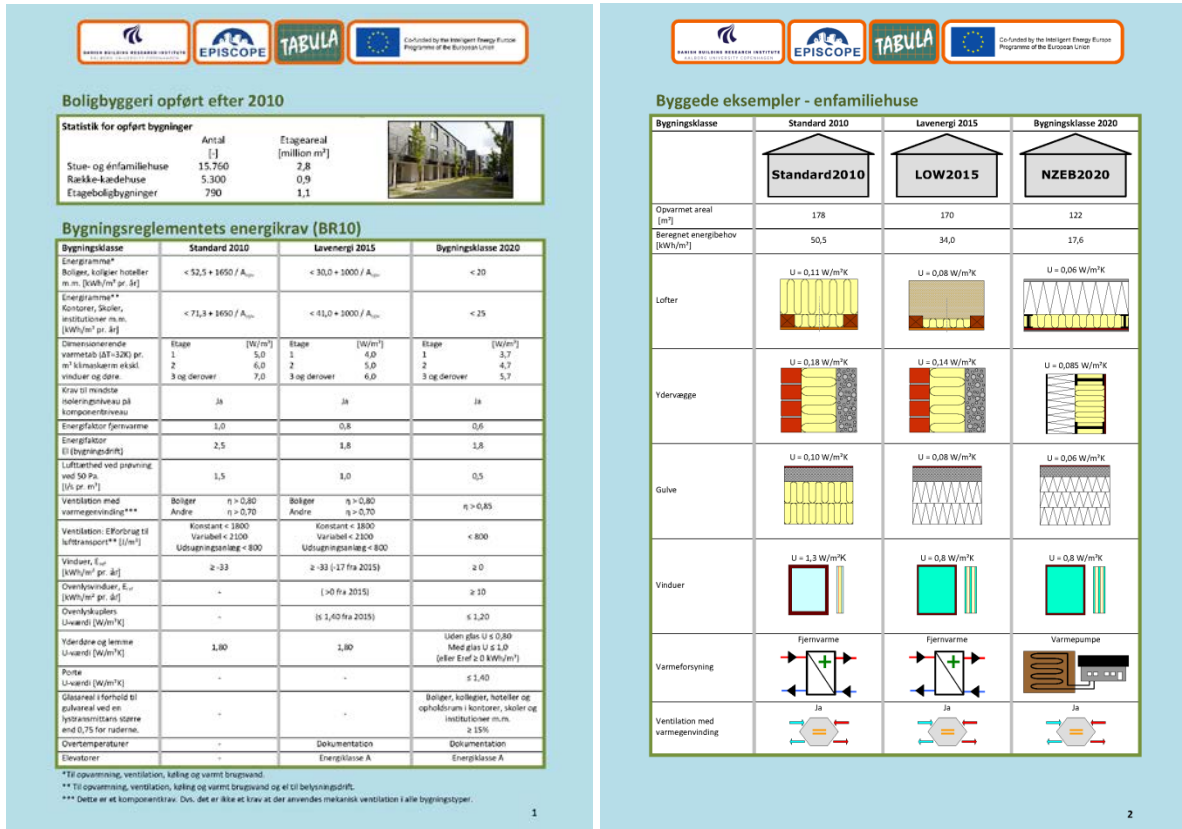 DANISH BUILDING RESEARCH INSTITUTE
AALBORG UNIVERSITY COPENHAGEN
EPISCOPE
TABULA
Co-funded by the Intelligent Energy Europe
Programme of the European Union
Boligbyggeri opført efter 2010
Statistik for opført bygninger
Antal Etageareal
[-] [million m²]
Stue- og énfamiliehuse 15.760 2,8
Række-kædehuse 5.300 0,9
Etageboligbygninger 790 1,1
Bygningsreglementets energikrav (BR10)
Bygningsklasse Standard 2010 Lavenergi 2015 Bygningsklasse 2020
Energiramme*
Boliger, kollgier hoteller < 52,5 + 1650 / A < 30,0 + 1000 / A < 20
m.m. [kWh/m² pr. år]
Energiramme**
Kontorer, Skoler, < 71,3 + 1650 / A < 41,0 + 1000 / A < 25
institutioner m.m.
[kWh/m² pr. år]
Dimensionerende Etage [W/m²] Etage [W/m²] Etage [W/m²]
varmetab (ΔT=32K) pr. 1 5,0 1 4,0 1 3,7
m² klimaskærm ekskl. 2 6,0 2 5,0 2 4,7
vinduer og døre. 3 og derover 7,0 3 og derover 6,0 3 og derover 5,7
Krav til mindste
isoleringsniveau på Ja Ja Ja
komponentniveau
Energifaktor fjernvarme 1,0 0,8 0,6
Energifaktor 2,5 1,8 1,8
El (bygningsdrift)
Lufttæthed ved prøvning
ved 50 Pa. 1,5 1,0 0,5
[l/s pr. m²]
Ventilation med Boliger η > 0,80 Boliger η > 0,80 η > 0,85
varmegenvinding*** Andre η > 0,70 Andre η > 0,70
Ventilation: Elforbrug til Konstant < 1800 Konstant < 1800 < 800
lufttransport** [J/m³] Variabel < 2100 Variabel < 2100
Udsugningsanlæg < 800 Udsugningsanlæg < 800
Vinduer, E ≥ -33 ≥ -33 (-17 fra 2015) ≥ 0
[kWh/m² pr. år]
Ovenlysvinduer, E - (>0 fra 2015) ≥ 10
[kWh/m² pr. år]
Ovenlyskuplers - (≤ 1,40 fra 2015) ≤ 1,20
U-værdi [W/m²K]
Yderdøre og lemme 1,80 1,80 Uden glas U ≤ 0,80
U-værdi [W/m²K] Med glas U ≤ 1,0
(eller Eref ≥ 0 kWh/m²)
Porte - - ≤ 1,40
U-værdi [W/m²K]
Glasareal i forhold til Boliger, kollegier, hoteller og
gulvareal ved en - - opholdsrum i kontorer, skoler og
lystransmittans større institutioner m.m.
end 0,75 for ruderne. ≥ 15%
Overtemperaturer - Dokumentation Dokumentation
Elevatorer - Energiklasse A Energiklasse A
*Til opvarmning, ventilation, køling og varmt brugsvand.
** Til opvarmning, ventilation, køling og varmt brugsvand og el til belysningsdrift.
*** Dette er et komponentkrav. Dvs. det er ikke et krav at der anvendes mekanisk ventilation i alle bygningstyper.
1
DANISH BUILDING RESEARCH INSTITUTE
AALBORG UNIVERSITY COPENHAGEN
EPISCOPE
TABULA
Co-funded by the Intelligent Energy Europe
Programme of the European Union
Byggede eksempler - enfamiliehuse
Bygningsklasse Standard 2010 Lavenergi 2015 Bygningsklasse 2020
Standard2010 LOW2015 NZEB2020
Opvarmet areal 178 170 122
[m²]
Beregnet energibehov 50,5 34,0 17,6
[kWh/m²]
U = 0,11 W/m²K U = 0,08 W/m²K U = 0,06 W/m²K
Lofter
U = 0,18 W/m²K U = 0,14 W/m²K U = 0,085 W/m²K
Ydervægge
U = 0,10 W/m²K U = 0,08 W/m²K U = 0,06 W/m²K
Gulve
U = 1,3 W/m²K U = 0,8 W/m²K U = 0,8 W/m²K
Vinduer
Fjernvarme Fjernvarme Varmepumpe
Varmeforsyning
Ja Ja Ja
Ventilation med
varmegenvinding
2